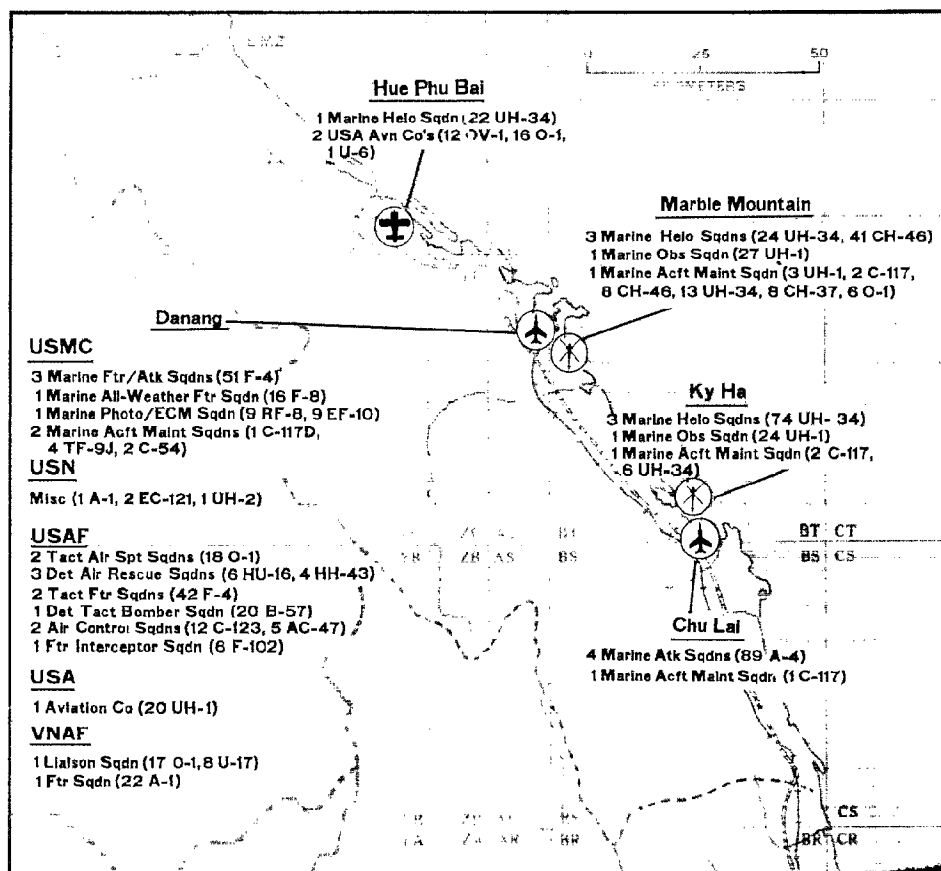 DMZ
0 25 50
KILOMETERS
Hue Phu Bai
1 Marine Helo Sqdn (22 UH-34)
2 USA Avn Co's (12 OV-1, 16 O-1,
1 U-6)
Marble Mountain
3 Marine Helo Sqdns (24 UH-34, 41 CH-46)
1 Marine Obs Sqdn (27 UH-1)
1 Marine Acft Maint Sqdn (3 UH-1, 2 C-117,
8 CH-46, 13 UH-34, 8 CH-37, 6 O-1)
Danang
USMC
3 Marine Ftr/Atk Sqdns (51 F-4)
1 Marine All-Weather Ftr Sqdn (16 F-8)
1 Marine Photo/ECM Sqdn (9 RF-8, 9 EF-10)
2 Marine Acft Maint Sqdns (1 C-117D,
4 TF-9J, 2 C-54)
USN
Misc (1 A-1, 2 EC-121, 1 UH-2)
USAF
2 Tact Air Spt Sqdns (18 O-1)
3 Det Air Rescue Sqdns (6 HU-16, 4 HH-43)
2 Tact Ftr Sqdns (42 F-4)
1 Det Tact Bomber Sqdn (20 B-57)
2 Air Control Sqdns (12 C-123, 5 AC-47)
1 Ftr Interceptor Sqdn (6 F-102)
USA
1 Aviation Co (20 UH-1)
VNAF
1 Liaison Sqdn (17 O-1, 8 U-17)
1 Ftr Sqdn (22 A-1)
Ky Ha
3 Marine Helo Sqdns (74 UH-34)
1 Marine Obs Sqdn (24 UH-1)
1 Marine Acft Maint Sqdn (2 C-117,
6 UH-34)
BT CT
ZB AS BS BS CS
Chu Lai
4 Marine Atk Sqdns (89 A-4)
1 Marine Acft Maint Sqdn (1 C-117)
CS
AR BR BR CR